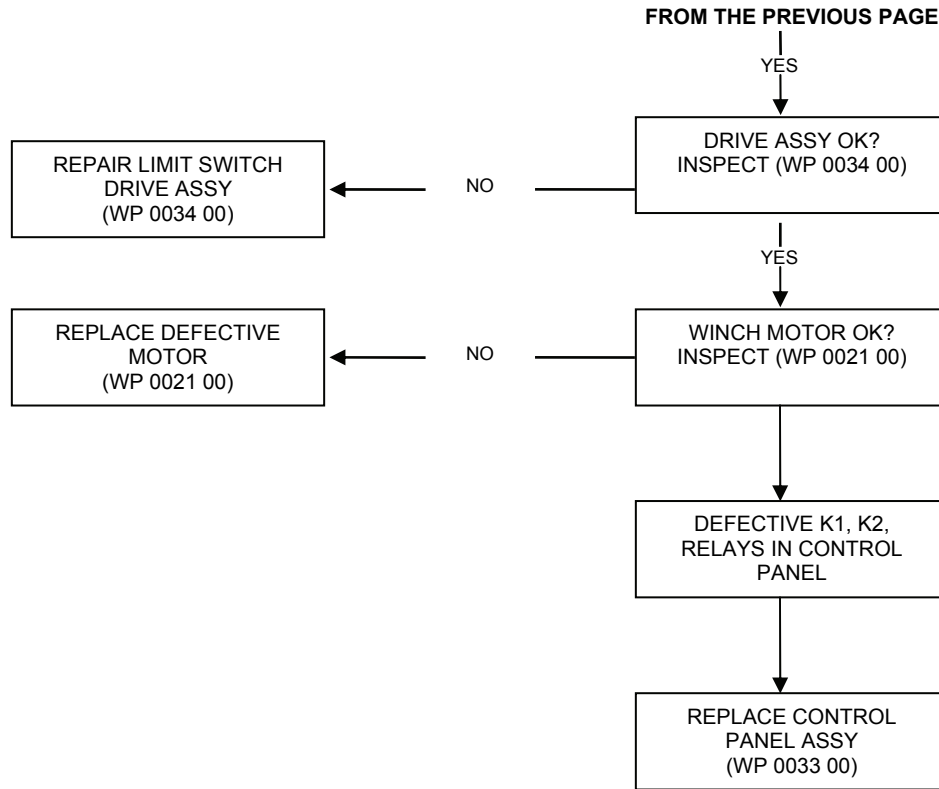 FROM THE PREVIOUS PAGE
YES
DRIVE ASSY OK?
INSPECT (WP 0034 00)
NO
REPAIR LIMIT SWITCH
DRIVE ASSY
(WP 0034 00)
YES
WINCH MOTOR OK?
INSPECT (WP 0021 00)
NO
REPLACE DEFECTIVE
MOTOR
(WP 0021 00)
DEFECTIVE K1, K2,
RELAYS IN CONTROL
PANEL
REPLACE CONTROL
PANEL ASSY
(WP 0033 00)